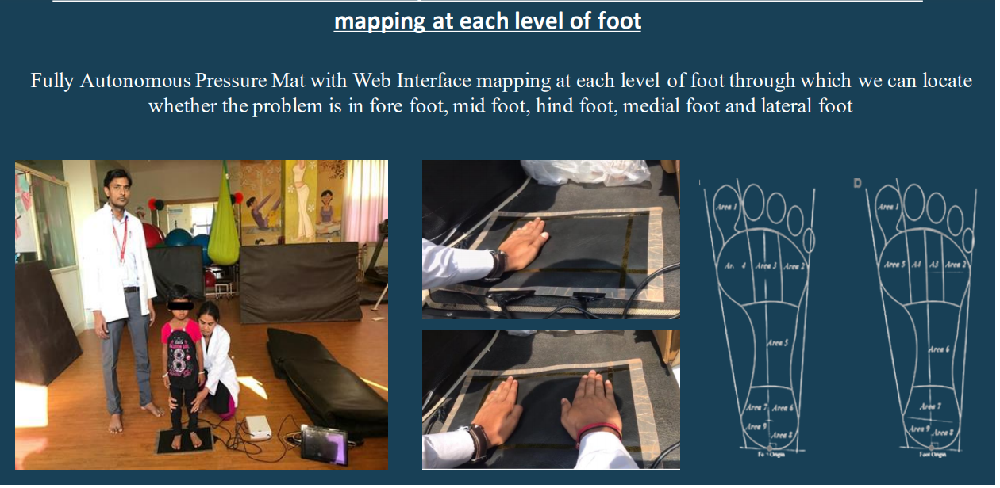 mapping at each level of foot
Fully Autonomous Pressure Mat with Web Interface mapping at each level of foot through which we can locate
whether the problem is in fore foot, mid foot, hind foot, medial foot and lateral foot
D
Area 1
Area 1
4 Area 3 Area 2
Area 5 A4 A3 Area 2
Area 5
Area 6
Area 7 Area 6
Area 7
Area 9
Area 8
Area 9 Area 8
Origin
Foot Origin
8